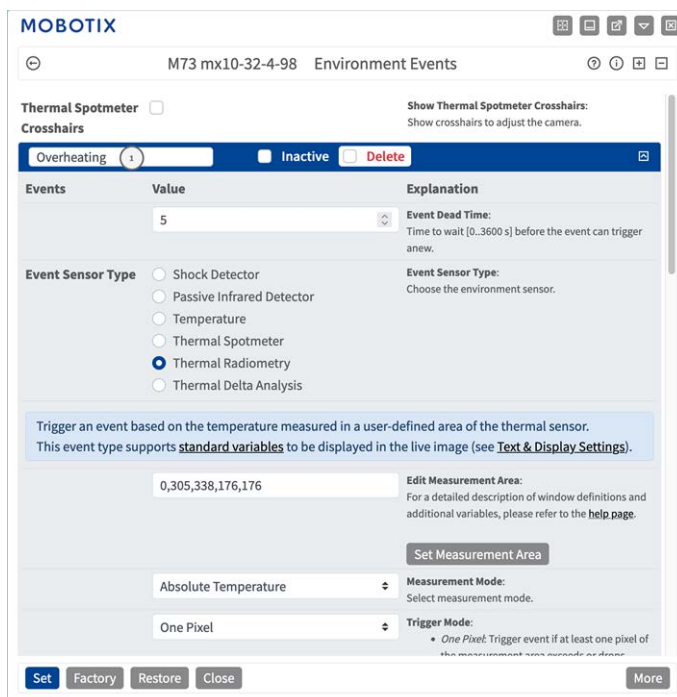 MOBOTIX
M73 mx10-32-4-98 Environment Events
Thermal Spotmeter
Crosshairs
Show Thermal Spotmeter Crosshairs:
Show crosshairs to adjust the camera.
Overheating 1 Inactive Delete
Events Value Explanation
5
Event Dead Time:
Time to wait [0..3600 s] before the event can trigger
anew.
Event Sensor Type
Shock Detector
Passive Infrared Detector
Temperature
Thermal Spotmeter
Thermal Radiometry
Thermal Delta Analysis
Event Sensor Type:
Choose the environment sensor.
Trigger an event based on the temperature measured in a user-defined area of the thermal sensor.
This event type supports standard variables to be displayed in the live image (see Text & Display Settings).
0,305,338,176,176
Edit Measurement Area:
For a detailed description of window definitions and
additional variables, please refer to the help page.
Set Measurement Area
Absolute Temperature
Measurement Mode:
Select measurement mode.
One Pixel
Trigger Mode:
• One Pixel: Trigger event if at least one pixel of
the measurement area exceeds or drops
Set Factory Restore Close More